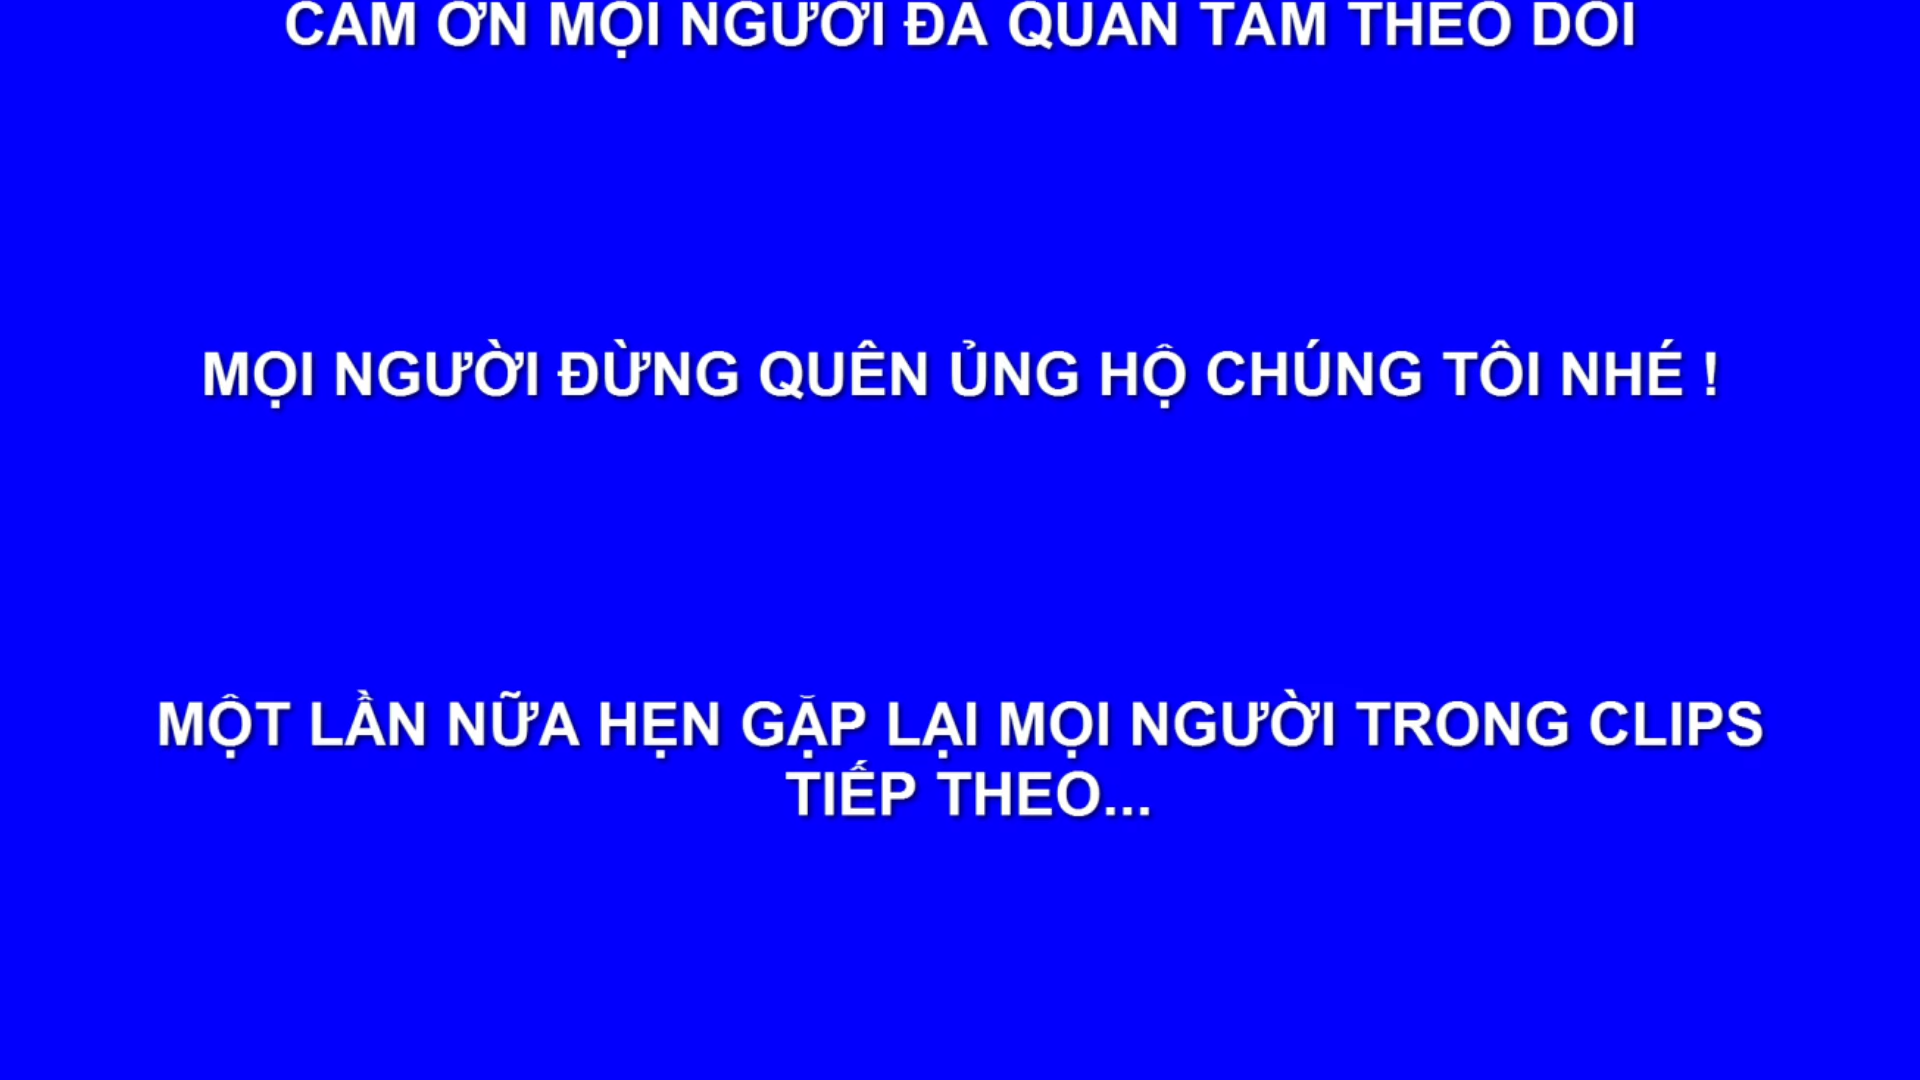 CẢM ƠN MỌI NGƯỜI ĐÃ QUAN TÂM THEO DÕI
MỌI NGƯỜI ĐỪNG QUÊN ỦNG HỘ CHÚNG TÔI NHÉ !
MỘT LẦN NỮA HẸN GẶP LẠI MỌI NGƯỜI TRONG CLIPS
TIẾP THEO...